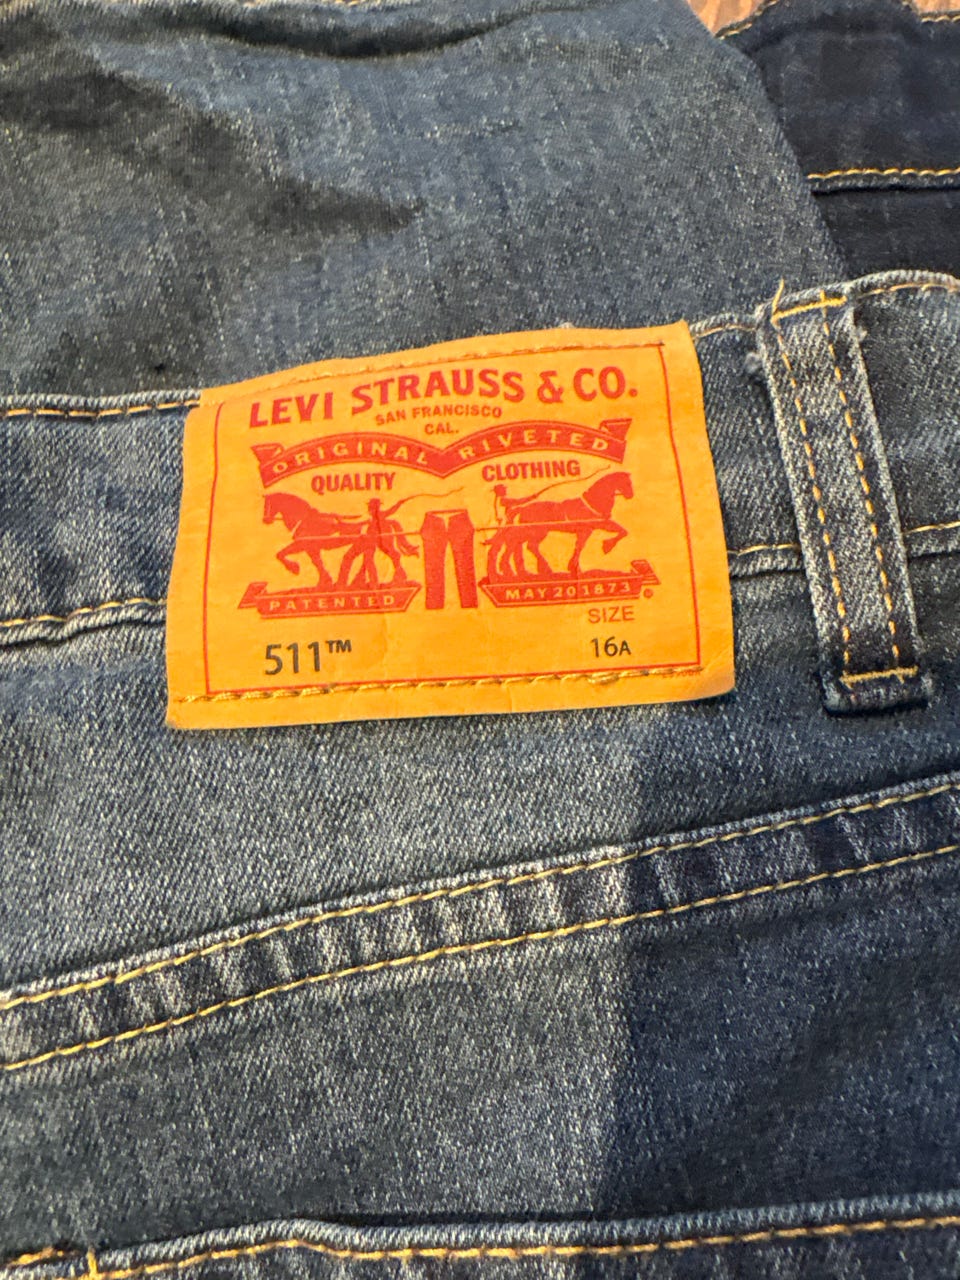 LEVI STRAUSS & CO.
SAN FRANCISCO
CAL.
ORIGINAL RIVETED
QUALITY CLOTHING
PATENTED MAY 20 1873 ®
SIZE
511™ 16A